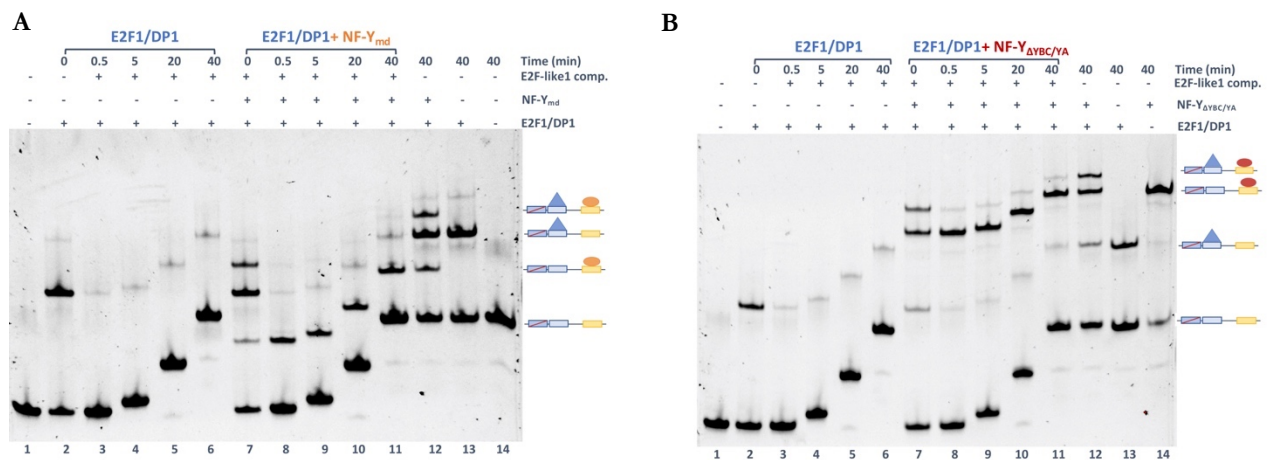 A
E2F1/DP1
E2F1/DP1+ NF-Ymd
0 0.5 5 20 40 0 0.5 5 20 40 40 40 40 Time (min)
- - + + + + + + + + + - - - E2F-like1 comp.
- - - - - - + + + + + + - - NF-Ymd
- + + + + + + + + + + + + - E2F1/DP1
1 2 3 4 5 6 7 8 9 10 11 12 13 14
B
E2F1/DP1
E2F1/DP1+ NF-YΔYBC/YA
0 0.5 5 20 40 0 0.5 5 20 40 40 40 40 Time (min)
- - + + + + + + + + + - - - E2F-like1 comp.
- - - - - - + + + + + + - + NF-YΔYBC/YA
- + + + + + + + + + + + + - E2F1/DP1
1 2 3 4 5 6 7 8 9 10 11 12 13 14